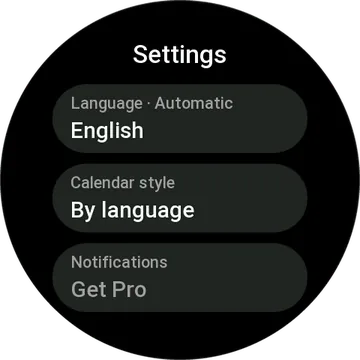 Settings
Language · Automatic
English
Calendar style
By language
Notifications
Get Pro